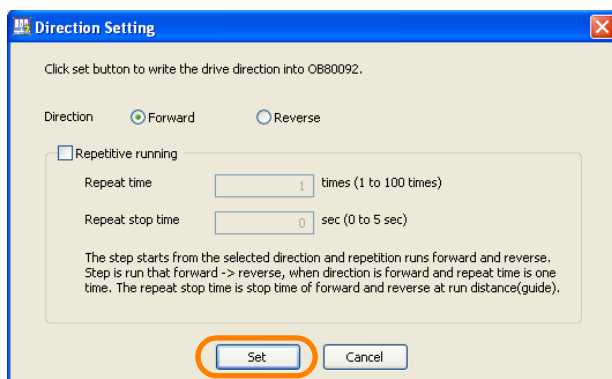 Direction Setting
Click set button to write the drive direction into OB80092.
Direction Forward Reverse
Repetitive running
Repeat time 1 times (1 to 100 times)
Repeat stop time 0 sec (0 to 5 sec)
The step starts from the selected direction and repetition runs forward and reverse.
Step is run that forward -> reverse, when direction is forward and repeat time is one
time. The repeat stop time is stop time of forward and reverse at run distance(guide).
Set Cancel